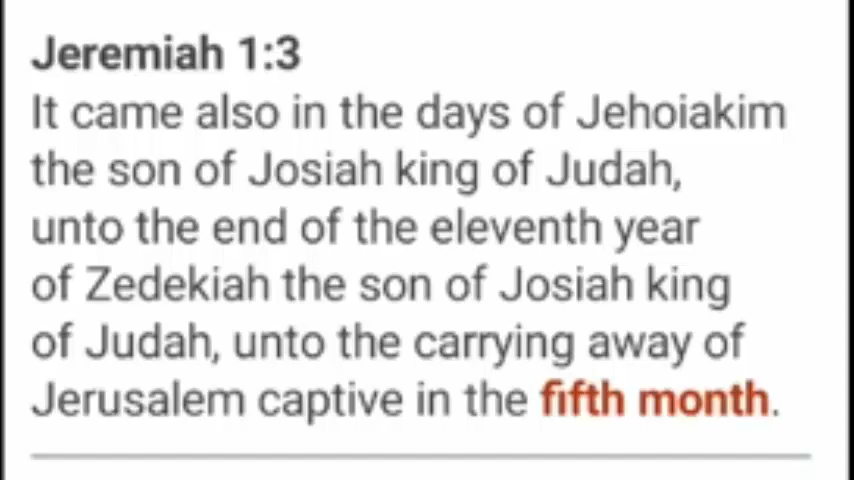 Jeremiah 1:3
It came also in the days of Jehoiakim
the son of Josiah king of Judah,
unto the end of the eleventh year
of Zedekiah the son of Josiah king
of Judah, unto the carrying away of
Jerusalem captive in the fifth month.